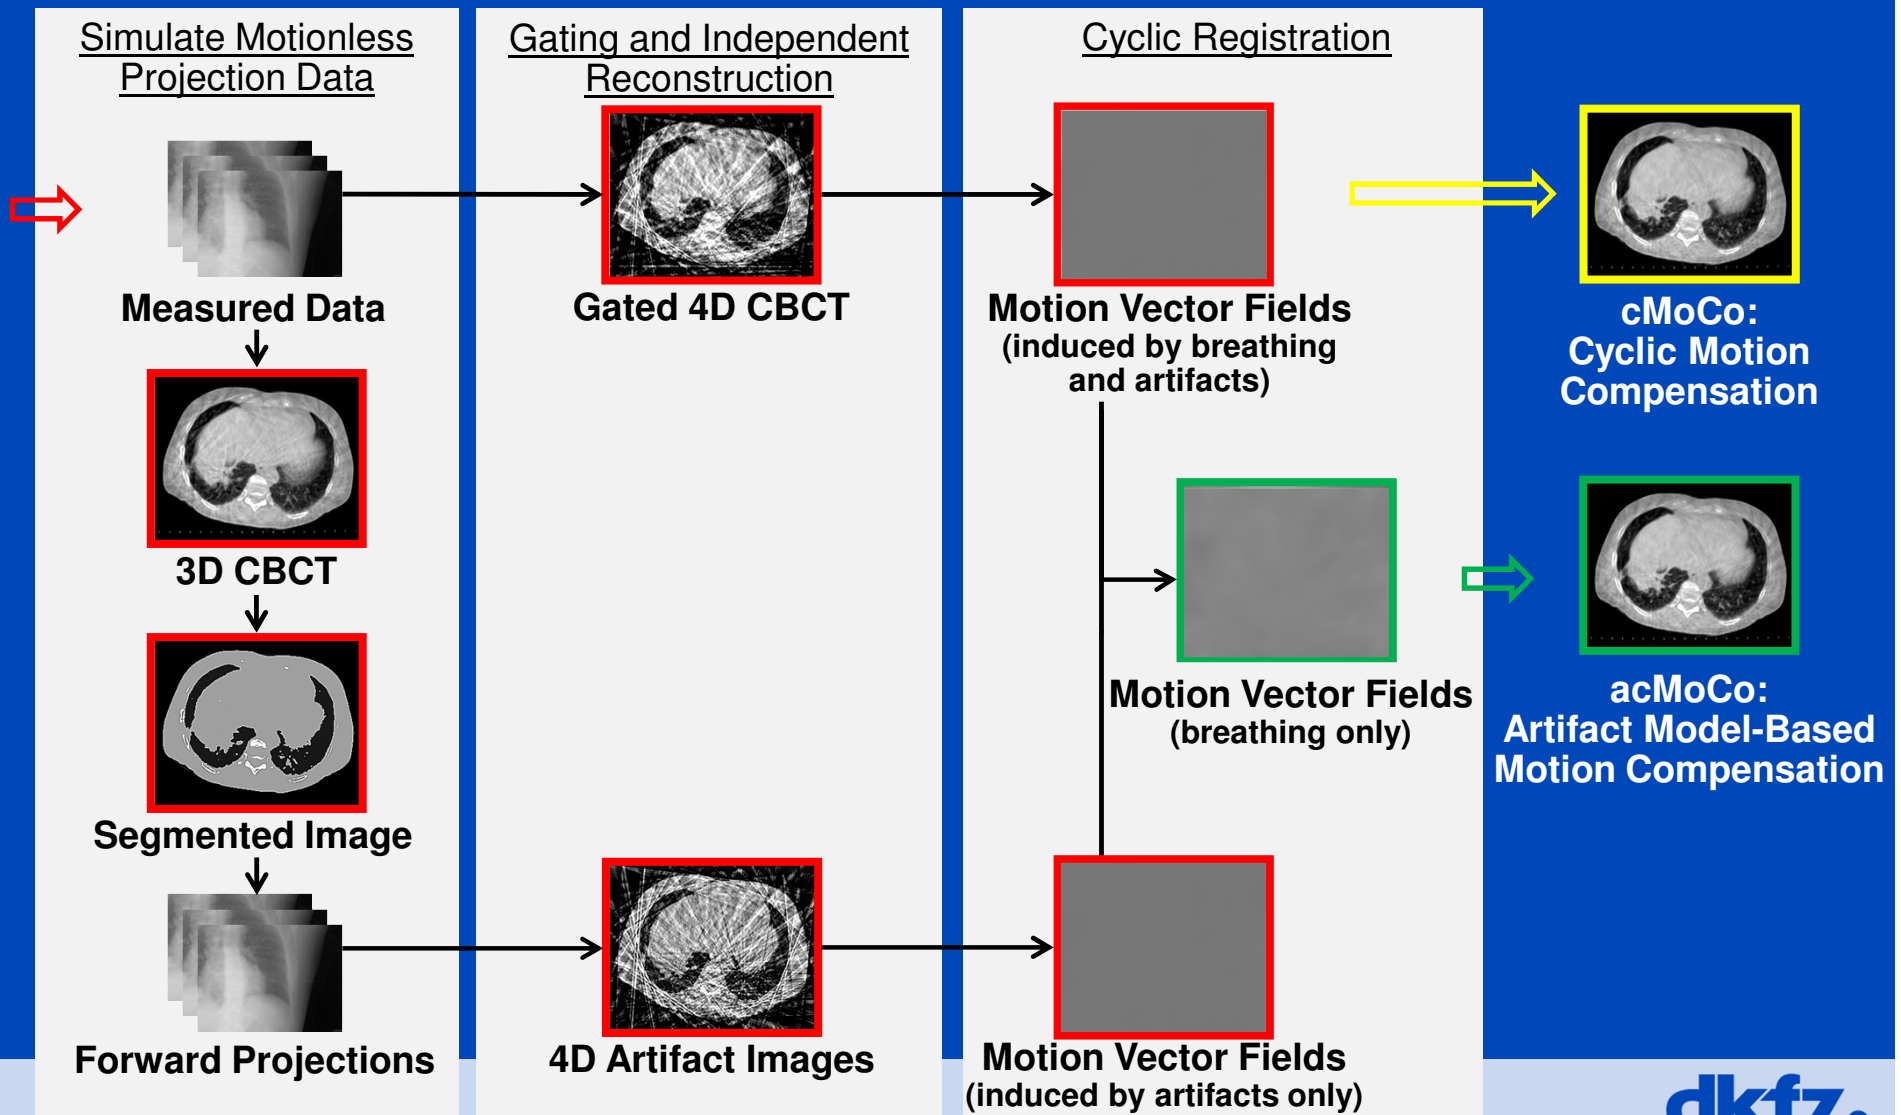 Simulate Motionless
Projection Data
Measured Data
3D CBCT
Segmented Image
Forward Projections
Gating and Independent
Reconstruction
Gated 4D CBCT
4D Artifact Images
Cyclic Registration
Motion Vector Fields
(induced by breathing
and artifacts)
Motion Vector Fields
(breathing only)
Motion Vector Fields
(induced by artifacts only)
cMoCo:
Cyclic Motion
Compensation
acMoCo:
Artifact Model-Based
Motion Compensation
dkfz.